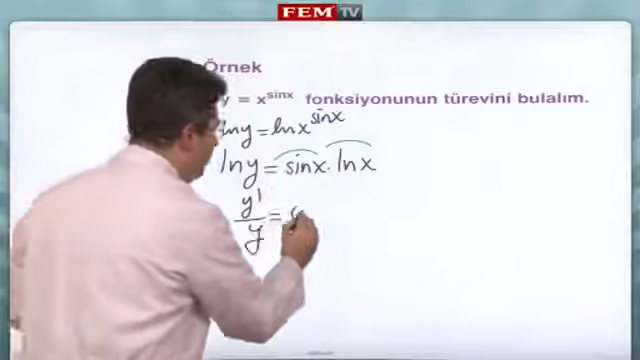 FEM TV
Örnek
y = x^sinx fonksiyonunun türevini bulalım.
lny = lnx^sinx
lny = sinx . lnx
y' / y =